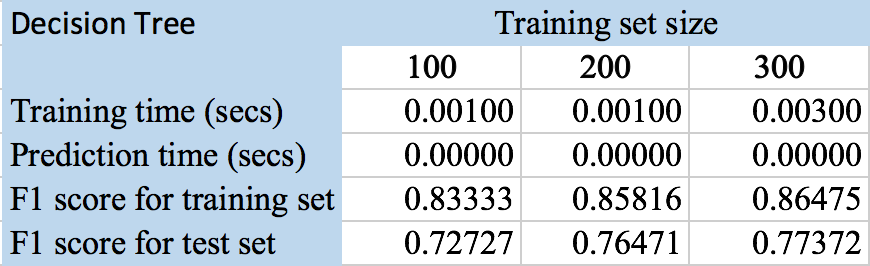 Decision Tree Training set size
100 200 300
Training time (secs) 0.00100 0.00100 0.00300
Prediction time (secs) 0.00000 0.00000 0.00000
F1 score for training set 0.83333 0.85816 0.86475
F1 score for test set 0.72727 0.76471 0.77372